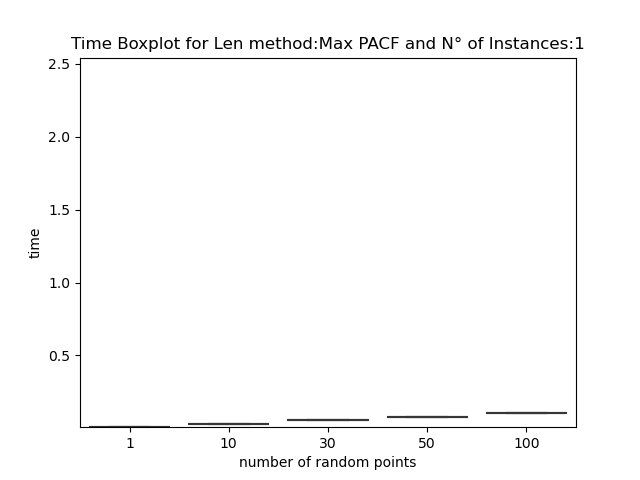 Time Boxplot for Len method:Max PACF and N° of Instances:1
2.5
2.0
1.5
1.0
0.5
time
1 10 30 50 100
number of random points